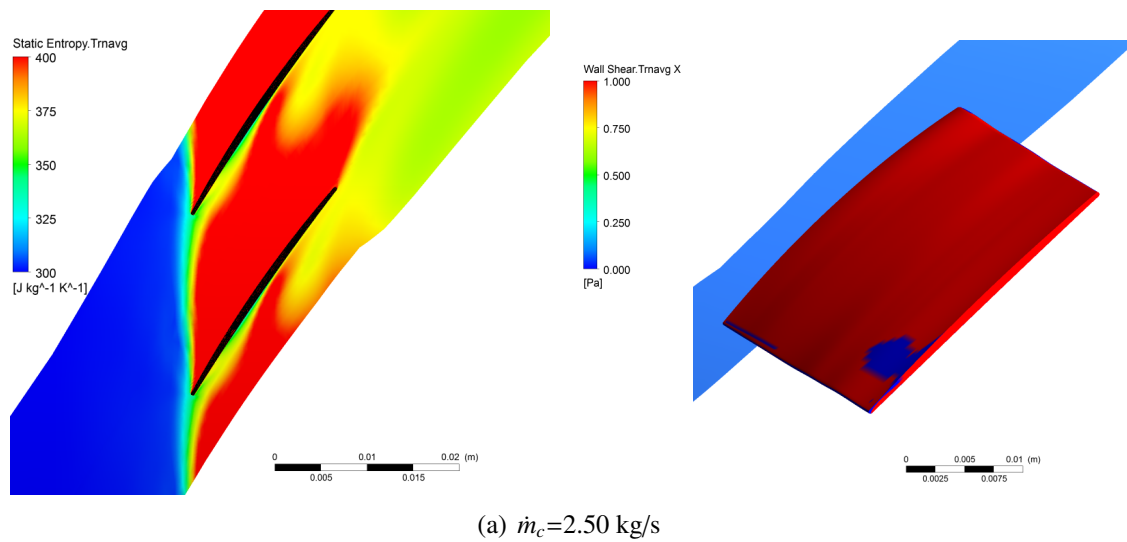 Static Entropy.Trnavg
400
375
350
325
300
[J kg^-1 K^-1]
0 0.01 0.02 (m)
0.005 0.015
Wall Shear.Trnavg X
1.000
0.750
0.500
0.250
0.000
[Pa]
0 0.005 0.01 (m)
0.0025 0.0075
(a) ṁ_c=2.50 kg/s